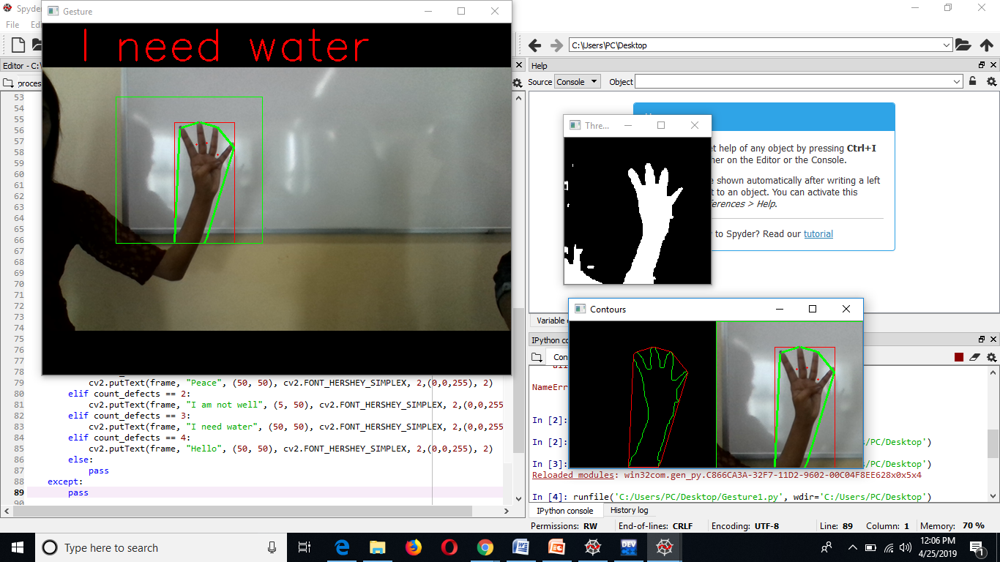 Spyder
Gesture
File Ed
I need water
C:\Users\PC\Desktop
Editor - C:\
Help
proces
Source Console Object
53
54
55
56
57
58
59
60
61
62
63
64
65
66
67
68
69
70
71
72
73
74
75
76
77
78
79 cv2.putText(frame, "Peace", (50, 50), cv2.FONT_HERSHEY_SIMPLEX, 2,(0,0,255), 2)
80 elif count_defects == 2:
81 cv2.putText(frame, "I am not well", (5, 50), cv2.FONT_HERSHEY_SIMPLEX, 2,(0,0,255
82 elif count_defects == 3:
83 cv2.putText(frame, "I need water", (50, 50), cv2.FONT_HERSHEY_SIMPLEX, 2,(0,0,255
84 elif count_defects == 4:
85 cv2.putText(frame, "Hello", (50, 50), cv2.FONT_HERSHEY_SIMPLEX, 2,(0,0,255), 2)
86 else:
87 pass
88 except:
89 pass
90
Thre...
et help of any object by pressing Ctrl+I
her on the Editor or the Console.
e shown automatically after writing a left
t to an object. You can activate this
ferences > Help.
to Spyder? Read our tutorial
Contours
Variable
IPython co
Con
NameErr
In [2]:
In [2]: s/PC/Desktop')
In [3]: s/PC/Desktop')
Reloaded modules: win32com.gen_py.C866CA3A-32F7-11D2-9602-00C04F8EE628x0x5x4
In [4]: runfile('C:/Users/PC/Desktop/Gesture1.py', wdir='C:/Users/PC/Desktop')
IPython console History log
Permissions: RW End-of-lines: CRLF Encoding: UTF-8 Line: 89 Column: 1 Memory: 70 %
Type here to search
DEV
12:06 PM
4/25/2019
1